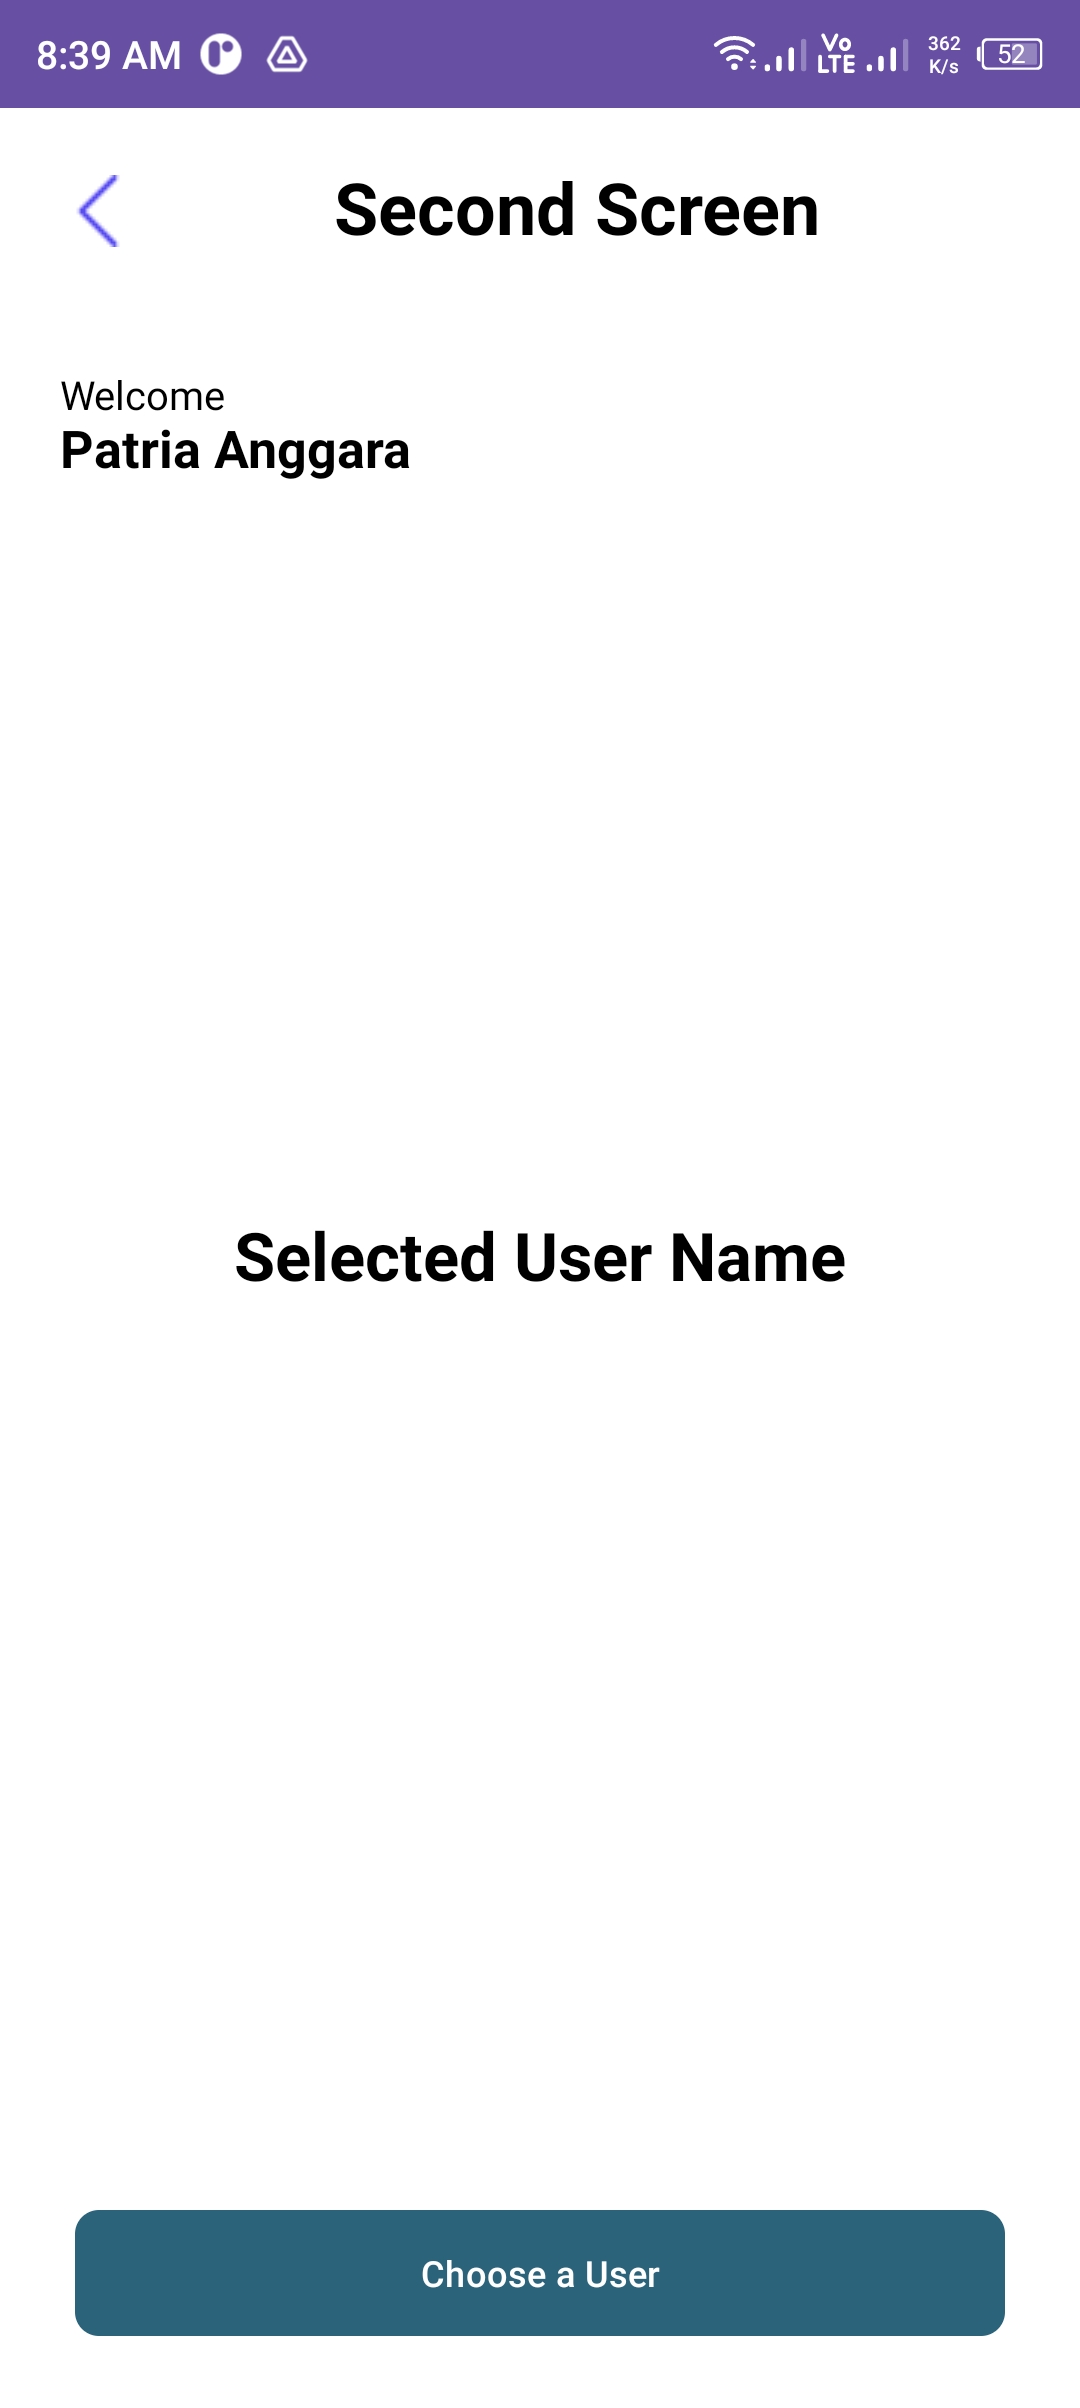 8:39 AM
Vo LTE
362 K/s
52
Second Screen
Welcome
Patria Anggara
Selected User Name
Choose a User